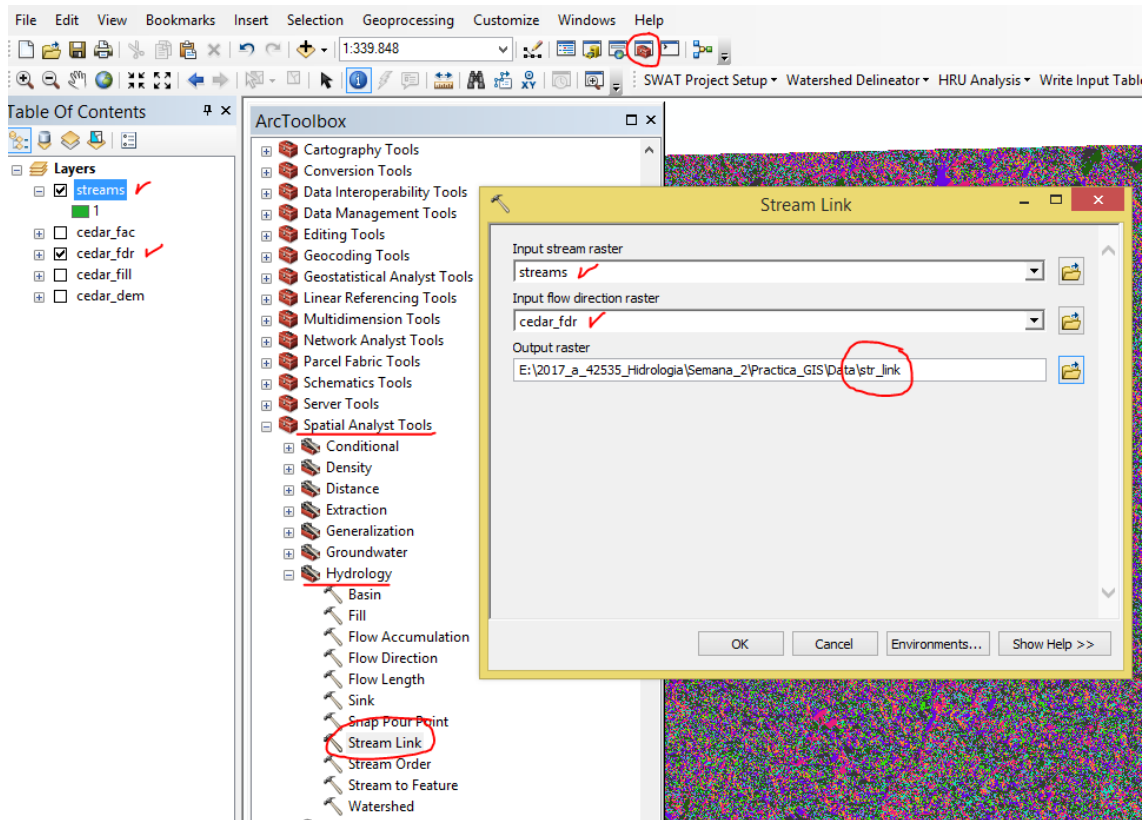 File Edit View Bookmarks Insert Selection Geoprocessing Customize Windows Help
1:339.848
SWAT Project Setup Watershed Delineator HRU Analysis Write Input Table
Table Of Contents
Layers
streams
1
cedar_fac
cedar_fdr
cedar_fill
cedar_dem
ArcToolbox
Cartography Tools
Conversion Tools
Data Interoperability Tools
Data Management Tools
Editing Tools
Geocoding Tools
Geostatistical Analyst Tools
Linear Referencing Tools
Multidimension Tools
Network Analyst Tools
Parcel Fabric Tools
Schematics Tools
Server Tools
Spatial Analyst Tools
Conditional
Density
Distance
Extraction
Generalization
Groundwater
Hydrology
Basin
Fill
Flow Accumulation
Flow Direction
Flow Length
Sink
Snap Pour Point
Stream Link
Stream Order
Stream to Feature
Watershed
Stream Link
Input stream raster
streams
Input flow direction raster
cedar_fdr
Output raster
E:\2017_a_42535_Hidrologia\Semana_2\Practica_GIS\Data\str_link
OK Cancel Environments... Show Help >>